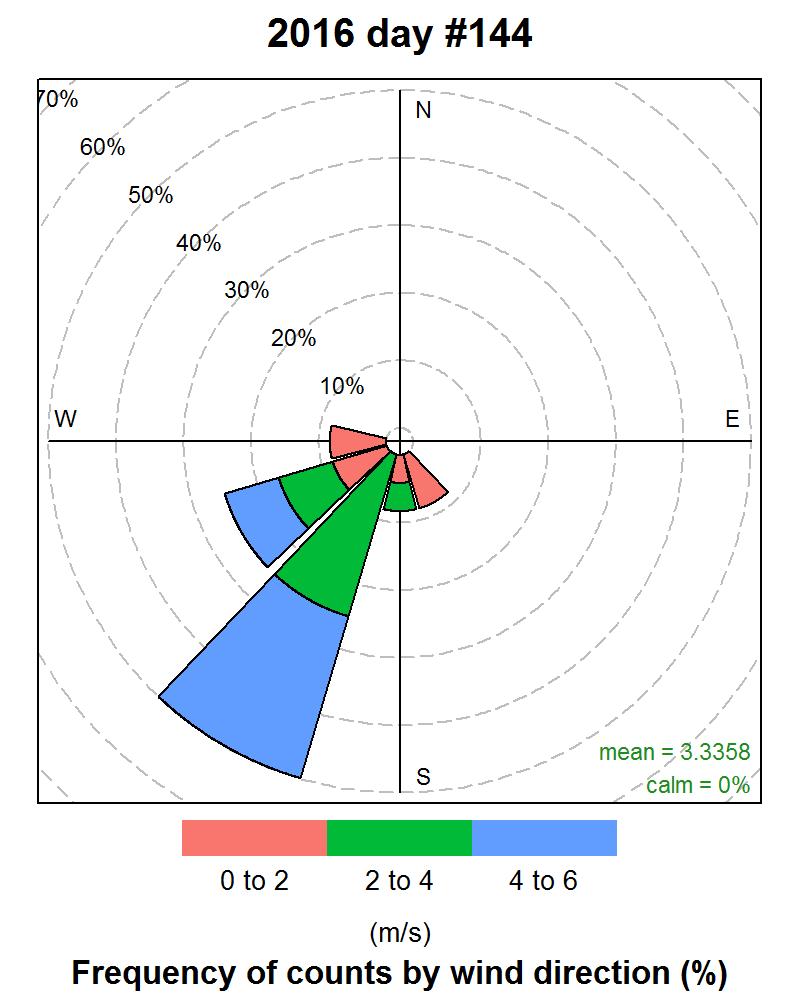 2016 day #144
70%
N
60%
50%
40%
30%
20%
10%
W
E
mean = 3.3358
S
calm = 0%
0 to 2
2 to 4
4 to 6
(m/s)
Frequency of counts by wind direction (%)